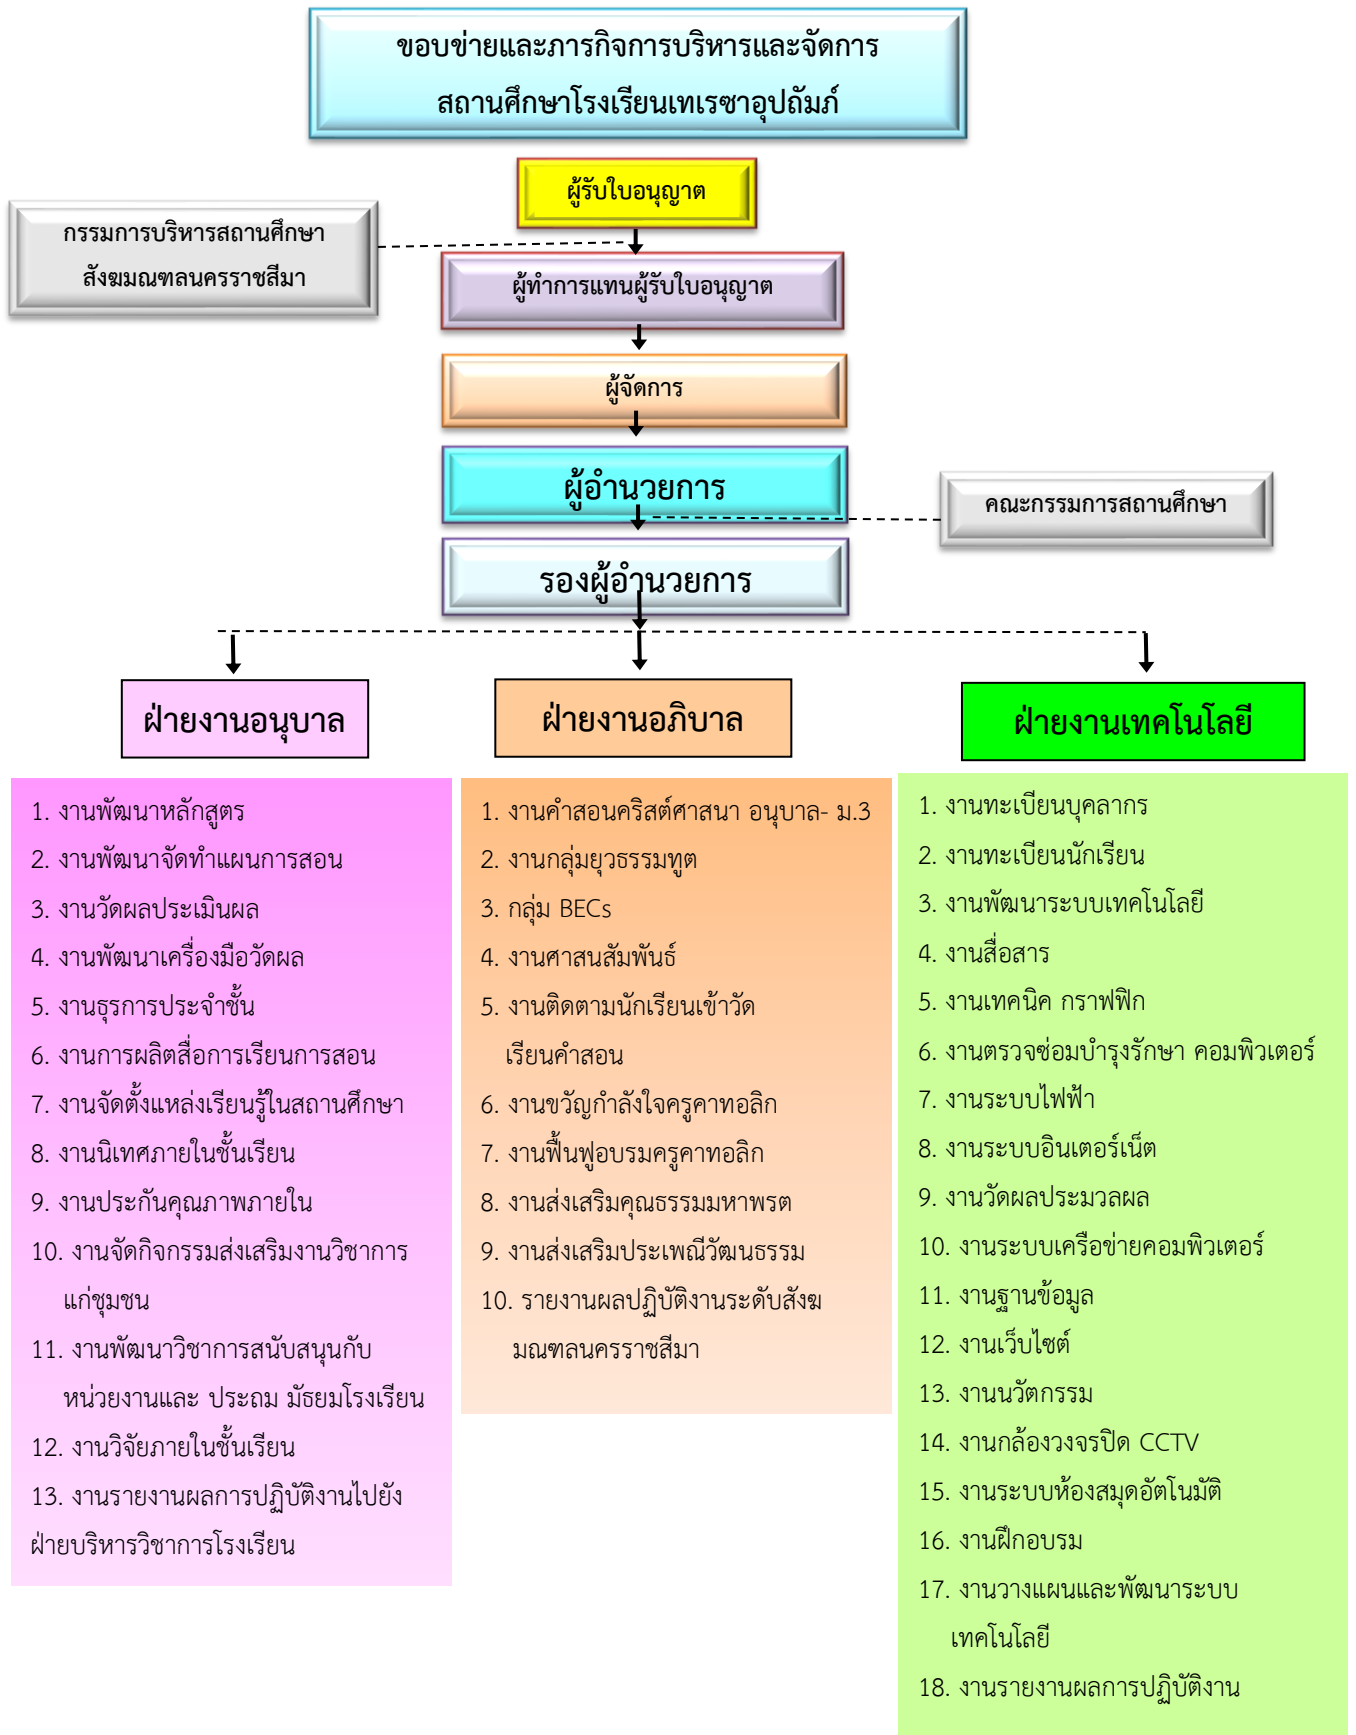 ขอบข่ายและภารกิจการบริหารและจัดการ
สถานศึกษาโรงเรียนเทเรซาอุปถัมภ์
ผู้รับใบอนุญาต
กรรมการบริหารสถานศึกษา
สังฆมณฑลนครราชสีมา
ผู้ทำการแทนผู้รับใบอนุญาต
ผู้จัดการ
ผู้อำนวยการ
คณะกรรมการสถานศึกษา
รองผู้อำนวยการ
ฝ่ายงานอนุบาล
1. งานพัฒนาหลักสูตร
2. งานพัฒนาจัดทำแผนการสอน
3. งานวัดผลประเมินผล
4. งานพัฒนาเครื่องมือวัดผล
5. งานธุรการประจำชั้น
6. งานการผลิตสื่อการเรียนการสอน
7. งานจัดตั้งแหล่งเรียนรู้ในสถานศึกษา
8. งานนิเทศภายในชั้นเรียน
9. งานประกันคุณภาพภายใน
10. งานจัดกิจกรรมส่งเสริมงานวิชาการ
แก่ชุมชน
11. งานพัฒนาวิชาการสนับสนุนกับ
หน่วยงานและ ประถม มัธยมโรงเรียน
12. งานวิจัยภายในชั้นเรียน
13. งานรายงานผลการปฏิบัติงานไปยัง
ฝ่ายบริหารวิชาการโรงเรียน
ฝ่ายงานอภิบาล
1. งานคำสอนคริสต์ศาสนา อนุบาล- ม.3
2. งานกลุ่มยุวธรรมทูต
3. กลุ่ม BECs
4. งานศาสนสัมพันธ์
5. งานติดตามนักเรียนเข้าวัด
เรียนคำสอน
6. งานขวัญกำลังใจครูคาทอลิก
7. งานฟื้นฟูอบรมครูคาทอลิก
8. งานส่งเสริมคุณธรรมมหาพรต
9. งานส่งเสริมประเพณีวัฒนธรรม
10. รายงานผลปฏิบัติงานระดับสังฆ
มณฑลนครราชสีมา
ฝ่ายงานเทคโนโลยี
1. งานทะเบียนบุคลากร
2. งานทะเบียนนักเรียน
3. งานพัฒนาระบบเทคโนโลยี
4. งานสื่อสาร
5. งานเทคนิค กราฟฟิก
6. งานตรวจซ่อมบำรุงรักษา คอมพิวเตอร์
7. งานระบบไฟฟ้า
8. งานระบบอินเตอร์เน็ต
9. งานวัดผลประมวลผล
10. งานระบบเครือข่ายคอมพิวเตอร์
11. งานฐานข้อมูล
12. งานเว็บไซต์
13. งานนวัตกรรม
14. งานกล้องวงจรปิด CCTV
15. งานระบบห้องสมุดอัตโนมัติ
16. งานฝึกอบรม
17. งานวางแผนและพัฒนาระบบ
เทคโนโลยี
18. งานรายงานผลการปฏิบัติงาน